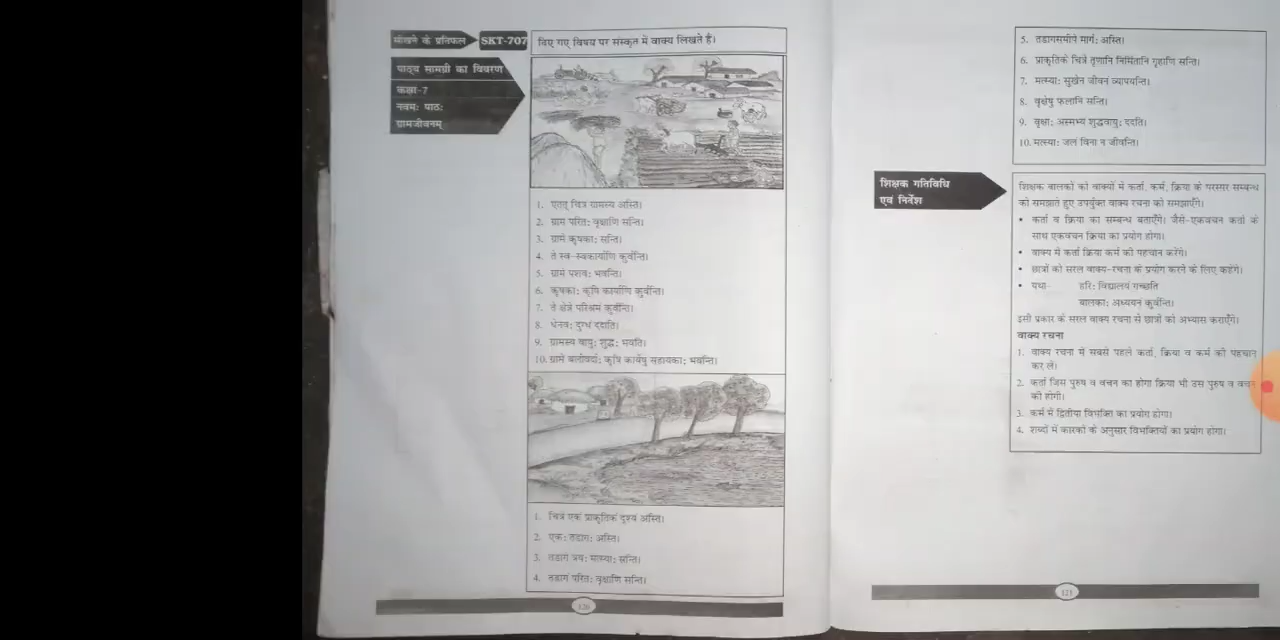 सीखने के प्रतिफल
SKT-707
दिए गए विषय पर संस्कृत में वाक्य लिखते हैं।
पाठ्य सामग्री का विवरण
कक्षा-7
नवमः पाठः
ग्रामजीवनम्
1. एतत् चित्रं ग्रामस्य अस्ति।
2. ग्रामं परितः वृक्षाणि सन्ति।
3. ग्रामे कृषकाः सन्ति।
4. ते स्व-स्वकार्याणि कुर्वन्ति।
5. ग्रामे पशवः भवन्ति।
6. कृषकाः कृषि कार्याणि कुर्वन्ति।
7. ते क्षेत्रे परिश्रमं कुर्वन्ति।
8. धेनवः दुग्धं ददाति।
9. ग्रामस्य वायुः शुद्धः भवति।
10. ग्रामे बलीवर्दाः कृषि कार्येषु सहायकाः भवन्ति।
1. चित्रं एकं प्राकृतिकं दृश्यं अस्ति।
2. एकः तडागः अस्ति।
3. तडागे त्रयः मत्स्याः सन्ति।
4. तडागं परितः वृक्षाणि सन्ति।
120
5. तडागसमीपे मार्गः अस्ति।
6. प्राकृतिके चित्रे तृणानि निर्मितानि गृहाणि सन्ति।
7. मत्स्याः सुखेन जीवनं व्यापयन्ति।
8. वृक्षेषु फलानि सन्ति।
9. वृक्षाः अस्मभ्यं शुद्धवायुः ददति।
10. मत्स्याः जलं विना न जीवन्ति।
शिक्षक गतिविधि
एवं निर्देश
शिक्षक बालकों को वाक्यों में कर्ता, कर्म, क्रिया के परस्पर सम्बन्ध
को समझाते हुए उपर्युक्त वाक्य रचना को समझाएँगे।
• कर्ता व क्रिया का सम्बन्ध बताएँगे। जैसे-एकवचन कर्ता के
साथ एकवचन क्रिया का प्रयोग होगा।
• वाक्य में कर्ता क्रिया कर्म की पहचान करेंगे।
• छात्रों को सरल वाक्य-रचना के प्रयोग करने के लिए कहेंगे।
• यथा- हरिः विद्यालयं गच्छति
बालकाः अध्ययनं कुर्वन्ति।
इसी प्रकार के सरल वाक्य रचना से छात्रों को अभ्यास कराएँगे।
वाक्य रचना
1. वाक्य रचना में सबसे पहले कर्ता, क्रिया व कर्म की पहचान
कर लें।
2. कर्ता जिस पुरुष व वचन का होगा क्रिया भी उस पुरुष व वचन
की होगी।
3. कर्म में द्वितीया विभक्ति का प्रयोग होगा।
4. शब्दों में कारकों के अनुसार विभक्तियों का प्रयोग होगा।
121